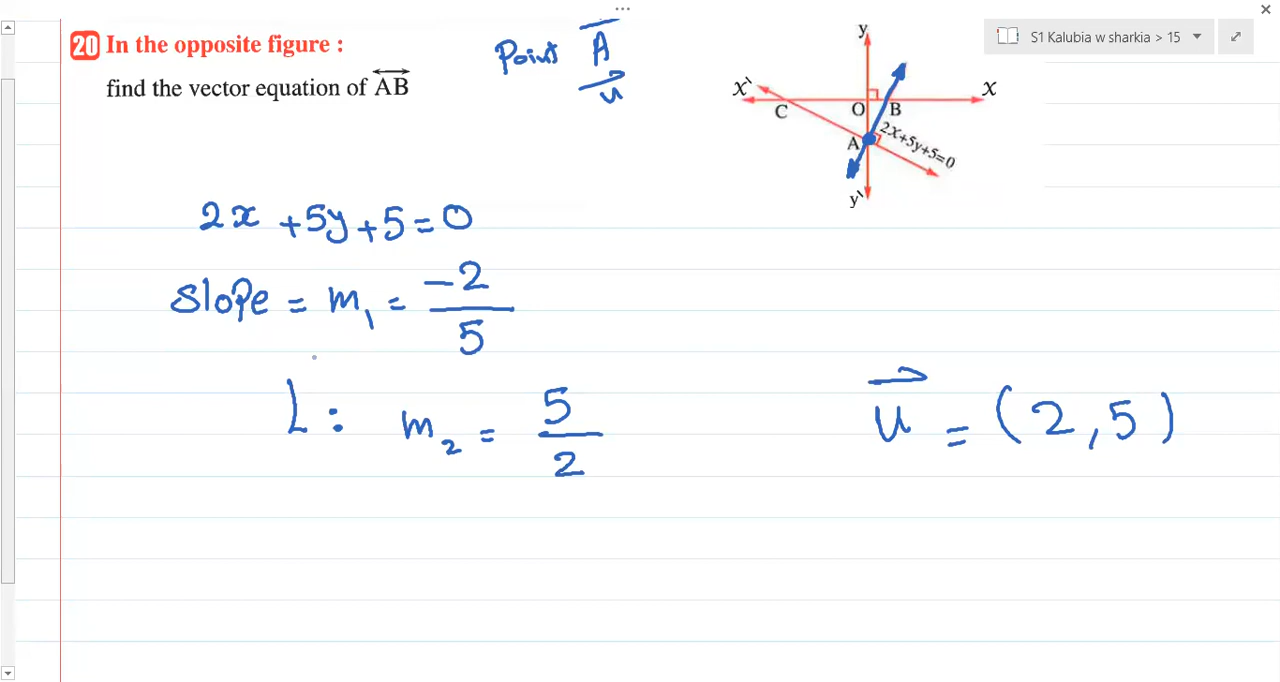 20 In the opposite figure :
find the vector equation of AB
Point A
u
y
x` x
C O B
A
2x+5y+5=0
y`
S1 Kalubia w sharkia > 15
2x + 5y + 5 = 0
slope = m₁ = -2/5
L : m₂ = 5/2
u = (2, 5)